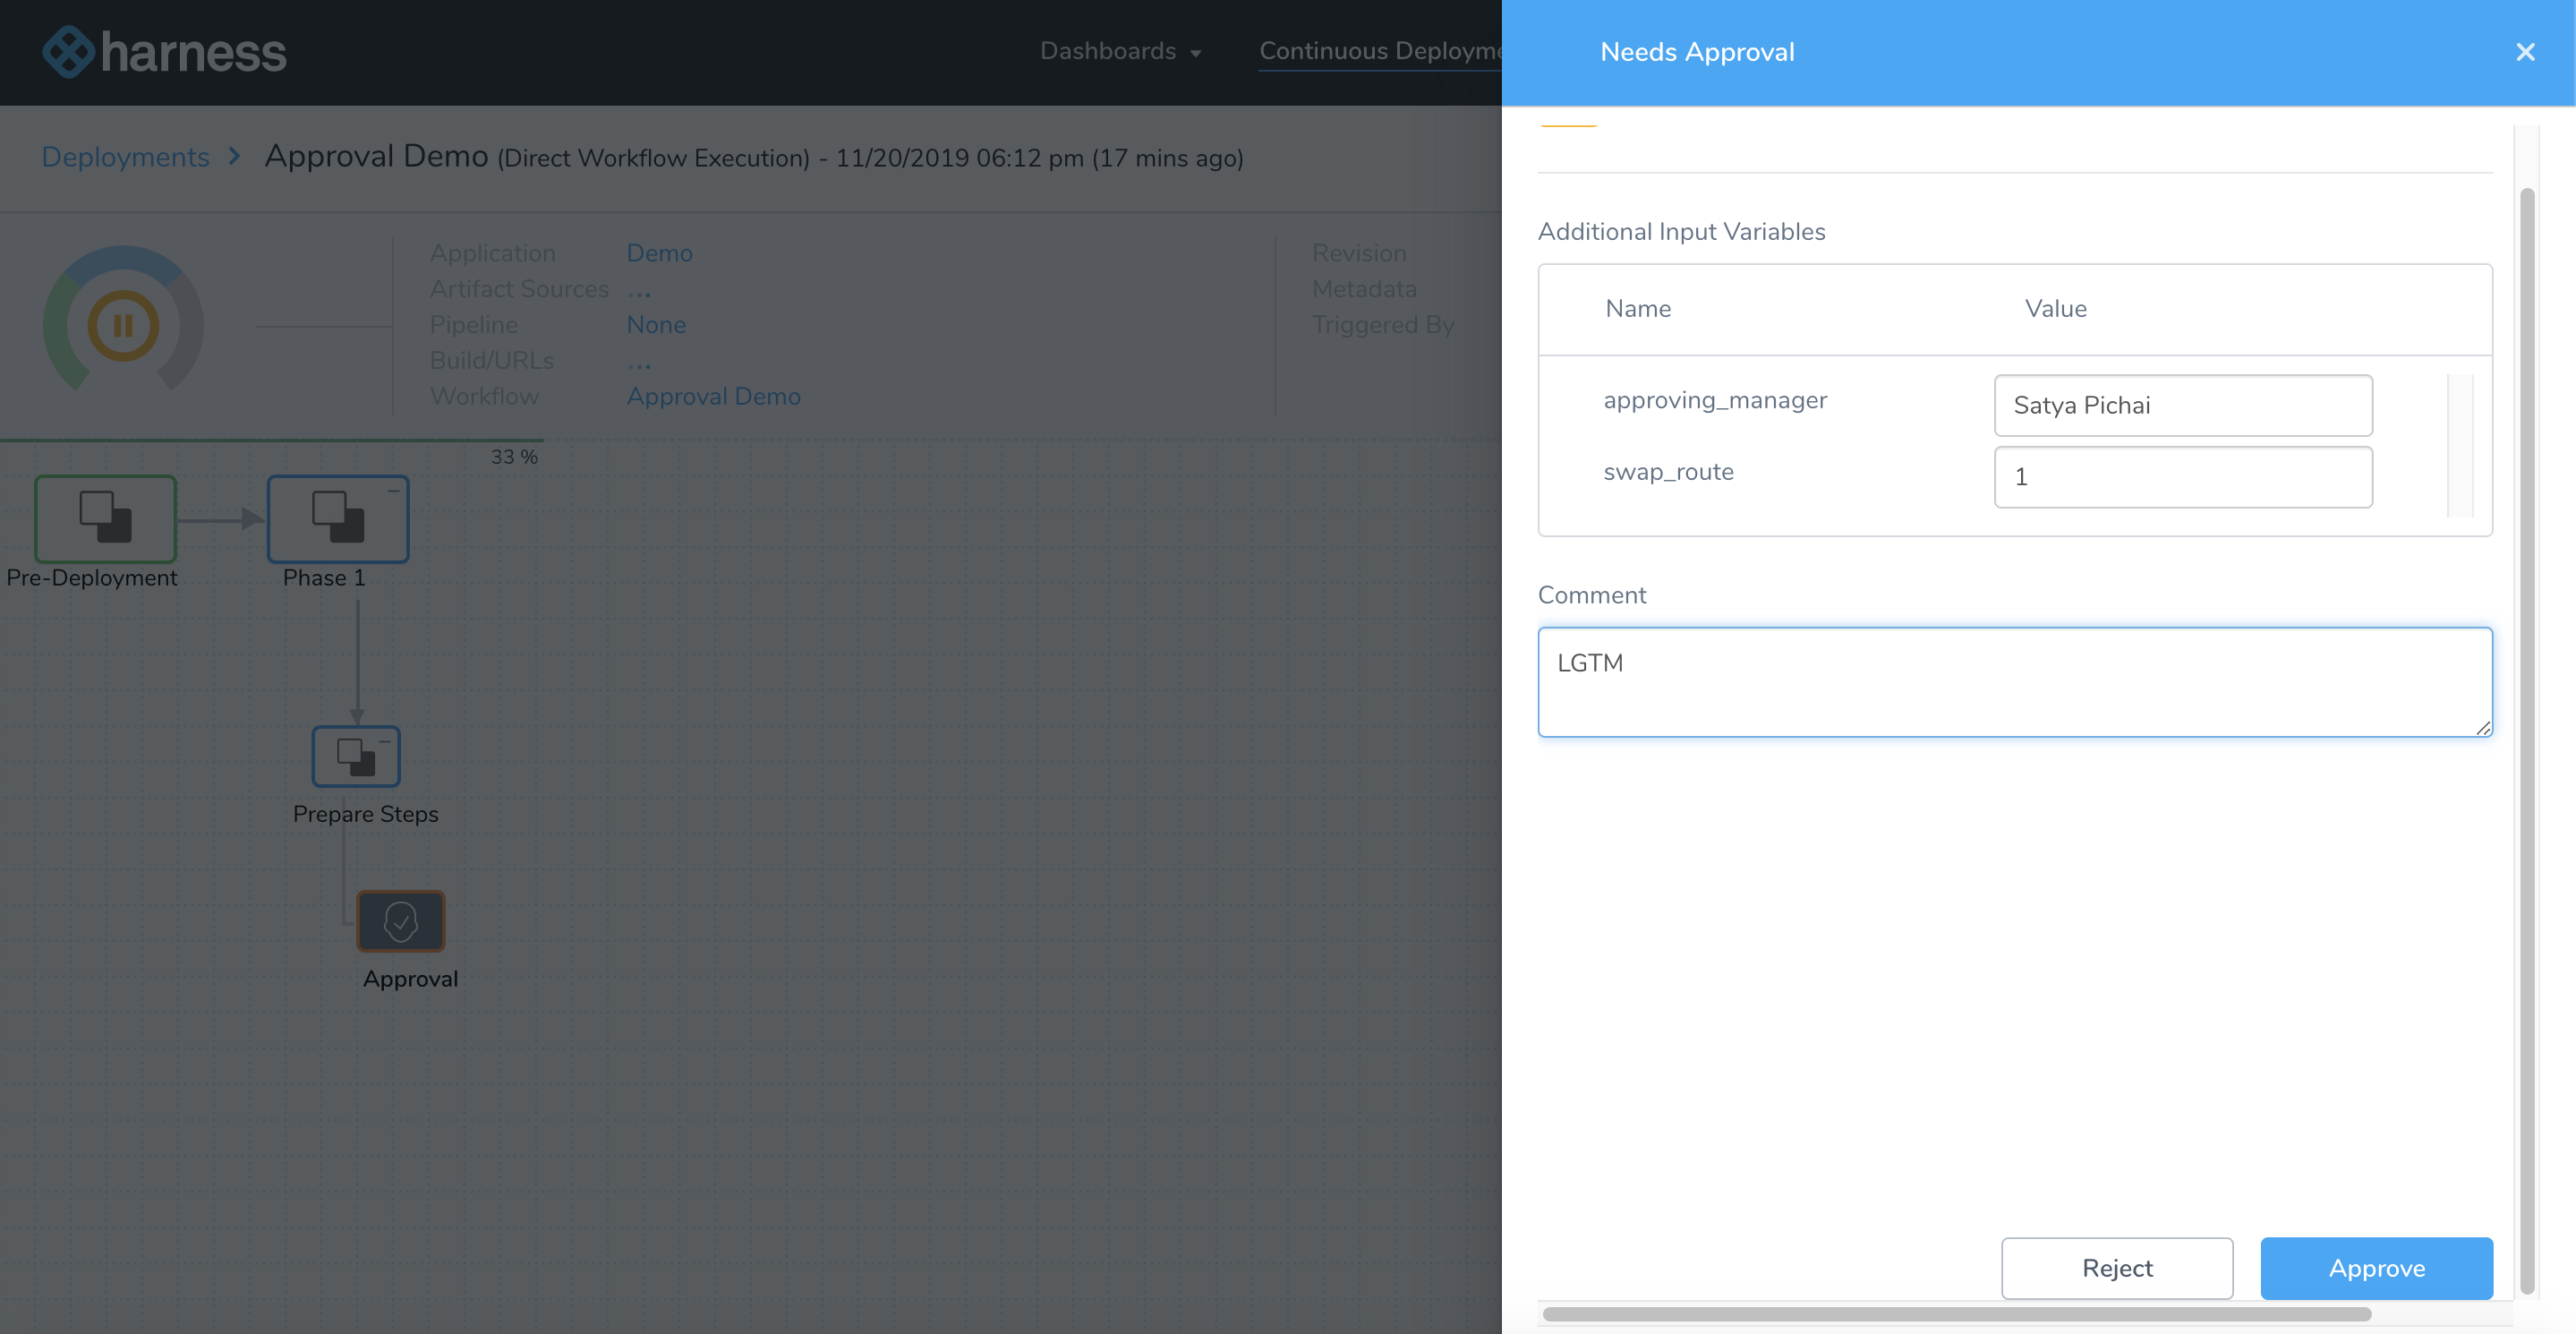 harness
Dashboards
Continuous Deployme
Needs Approval
Deployments > Approval Demo (Direct Workflow Execution) - 11/20/2019 06:12 pm (17 mins ago)
Application Demo
Artifact Sources ...
Pipeline None
Build/URLs ...
Workflow Approval Demo
Revision
Metadata
Triggered By
33 %
Pre-Deployment
Phase 1
Prepare Steps
Approval
Additional Input Variables
Name Value
approving_manager Satya Pichai
swap_route 1
Comment
LGTM
Reject Approve